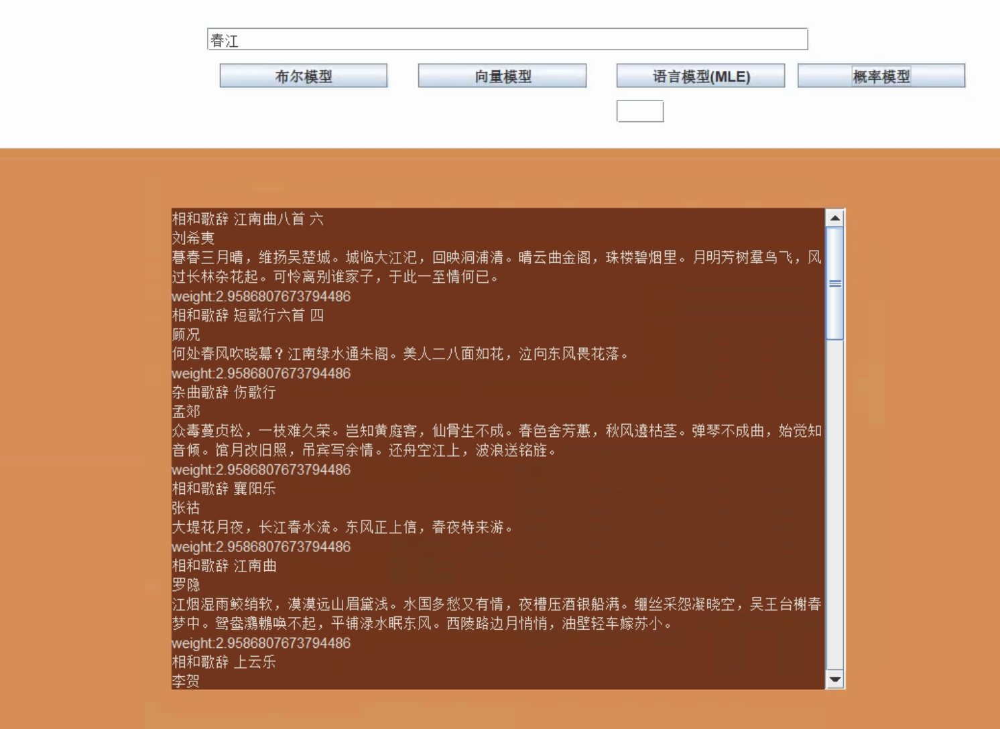 春江
布尔模型
向量模型
语言模型(MLE)
概率模型
相和歌辞 江南曲八首 六
刘希夷
暮春三月晴，维扬吴楚城。城临大江汜，回映洞浦清。晴云曲金阁，珠楼碧烟里。月明芳树羣鸟飞，风
过长林杂花起。可怜离别谁家子，于此一至情何已。
weight:2.9586807673794486
相和歌辞 短歌行六首 四
顾况
何处春风吹晓幕？江南绿水通朱阁。美人二八面如花，泣向东风畏花落。
weight:2.9586807673794486
杂曲歌辞 伤歌行
孟郊
众毒蔓贞松，一枝难久荣。岂知黄庭客，仙骨生不成。春色舍芳蕙，秋风遶枯茎。弹琴不成曲，始觉知
音倾。馆月改旧照，吊宾写余情。还舟空江上，波浪送铭旌。
weight:2.9586807673794486
相和歌辞 襄阳乐
张祜
大堤花月夜，长江春水流。东风正上信，春夜特来游。
weight:2.9586807673794486
相和歌辞 江南曲
罗隐
江烟湿雨鲛绡软，漠漠远山眉黛浅。水国多愁又有情，夜槽压酒银船满。绷丝采怨凝晓空，吴王台榭春
梦中。鸳鸯鸂鶒唤不起，平铺渌水眠东风。西陵路边月悄悄，油壁轻车嫁苏小。
weight:2.9586807673794486
相和歌辞 上云乐
李贺